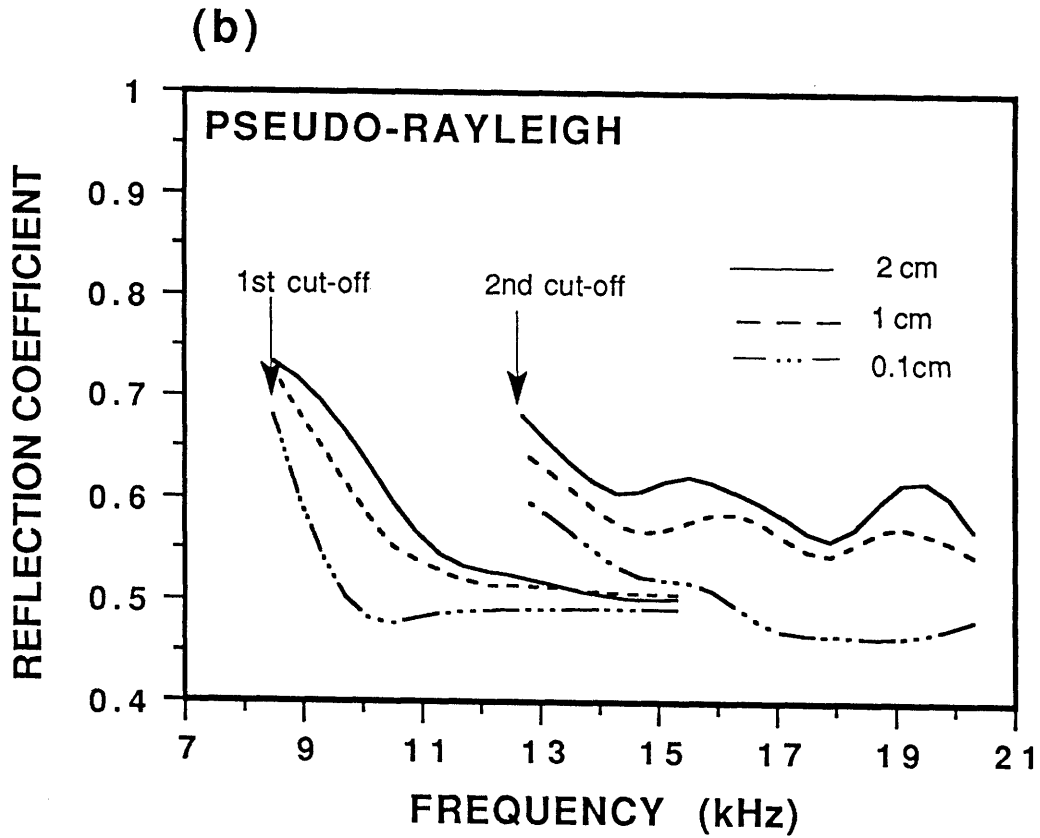 (b)
1
PSEUDO-RAYLEIGH
0.9
0.8
0.7
0.6
0.5
0.4
REFLECTION COEFFICIENT
1st cut-off
2nd cut-off
2 cm
1 cm
0.1cm
7 9 11 13 15 17 19 21
FREQUENCY (kHz)